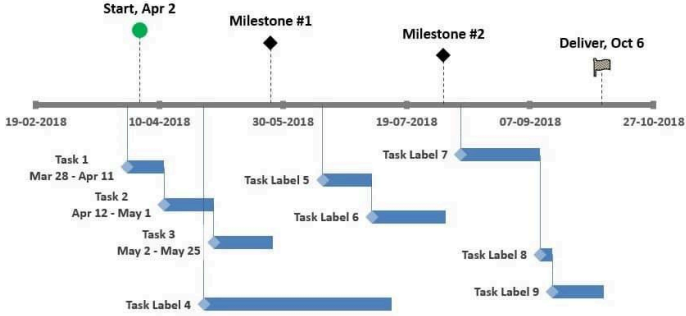 Start, Apr 2
Milestone #1
Milestone #2
Deliver, Oct 6
19-02-2018
10-04-2018
30-05-2018
19-07-2018
07-09-2018
27-10-2018
Task 1
Mar 28 - Apr 11
Task 2
Apr 12 - May 1
Task 3
May 2 - May 25
Task Label 4
Task Label 5
Task Label 6
Task Label 7
Task Label 8
Task Label 9